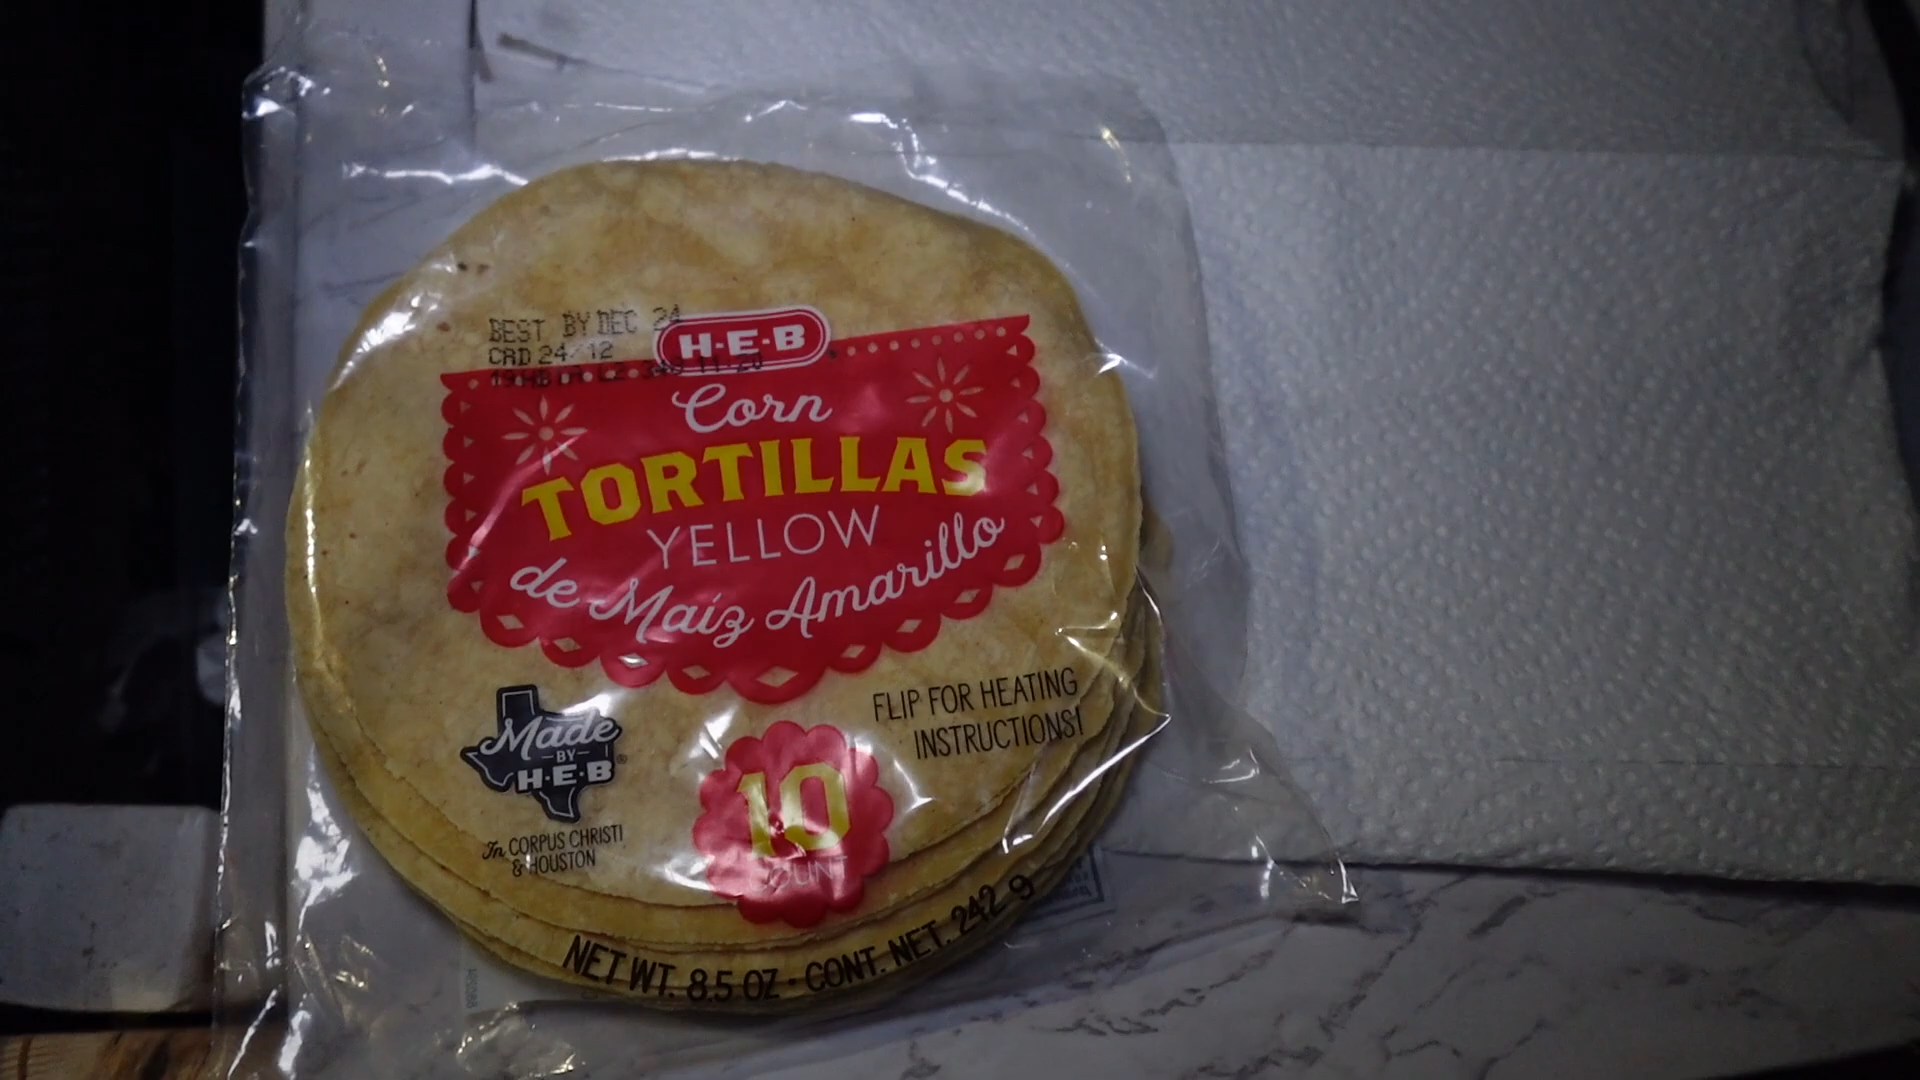 BEST BY DEC 24
CRD 24/12
H-E-B
Corn
TORTILLAS
YELLOW
de Maíz Amarillo
FLIP FOR HEATING
INSTRUCTIONS!
Made
BY
H-E-B®
In CORPUS CHRISTI
& HOUSTON
10
COUNT
NET WT. 8.5 OZ · CONT. NET. 242 g